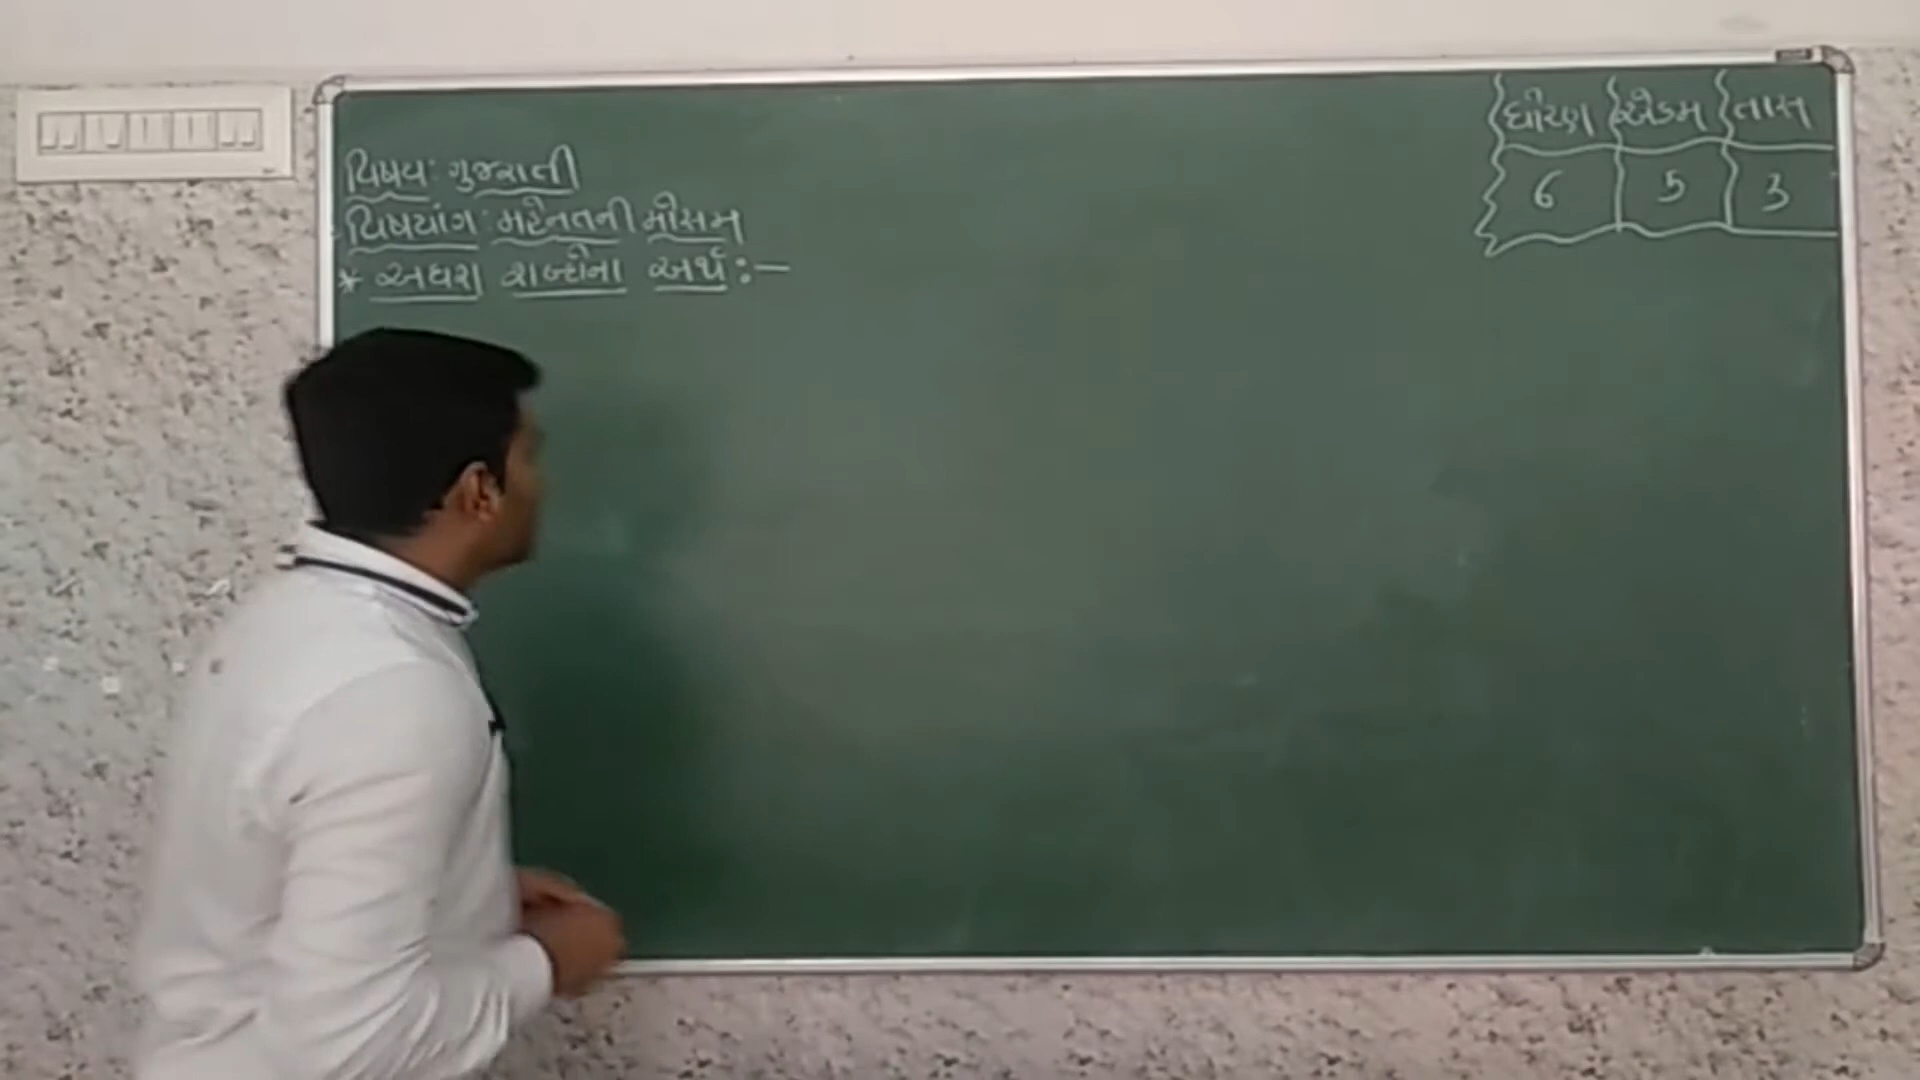 વિષય: ગુજરાતી
વિષયાંગ: મહેનતની મૌસમ
* અઘરા શબ્દોના અર્થ :-
ધોરણ એકમ તાસ
6 5 3